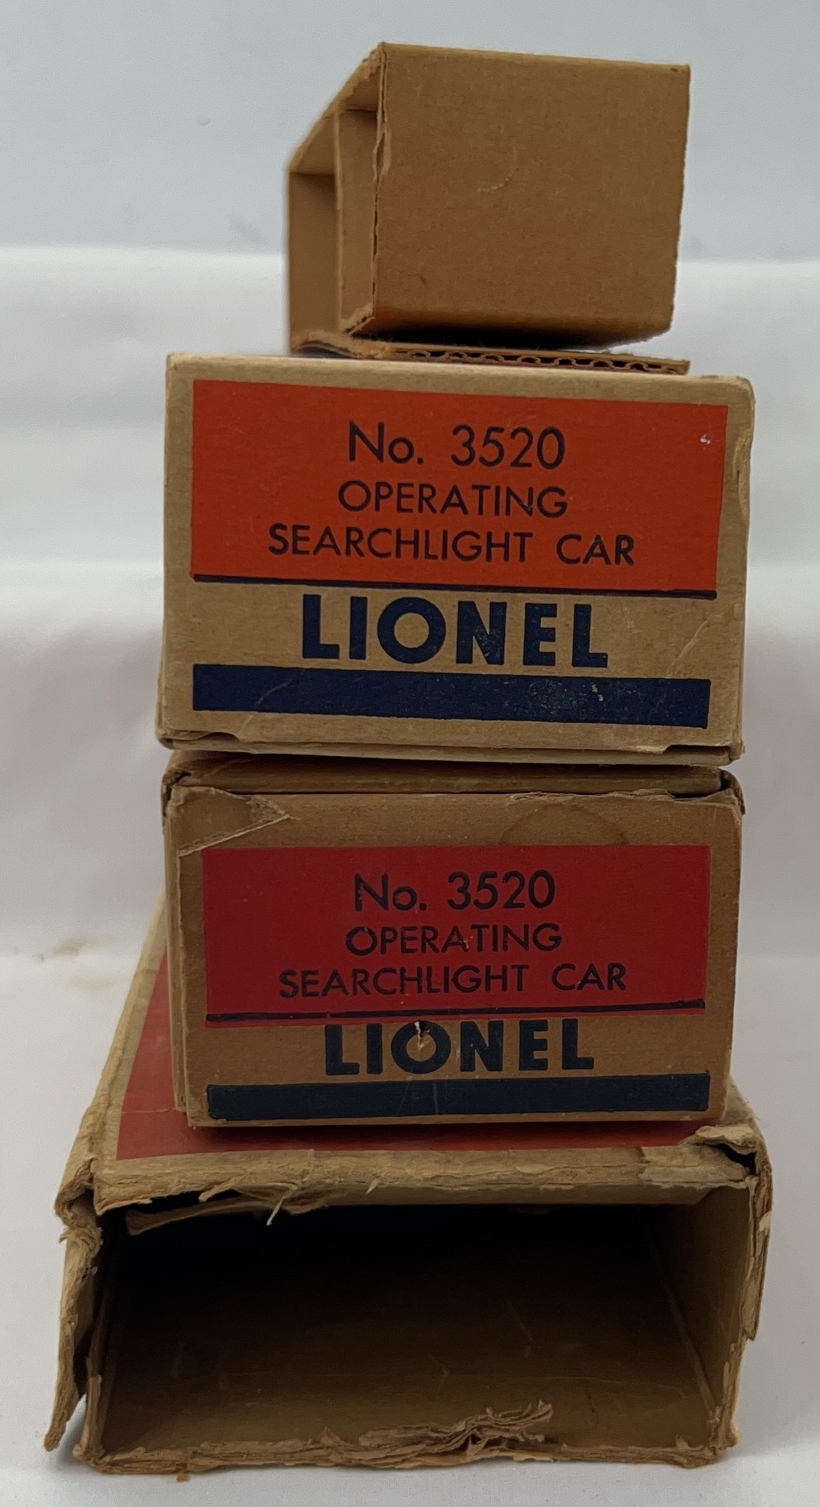 No. 3520
OPERATING
SEARCHLIGHT CAR
LIONEL
No. 3520
OPERATING
SEARCHLIGHT CAR
LIONEL